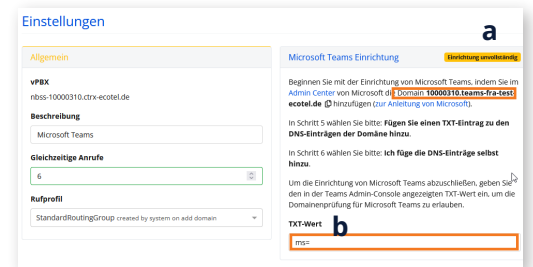 Einstellungen
a
Allgemein
vPBX
nbss-10000310.ctrx-ecotel.de
Beschreibung
Microsoft Teams
Gleichzeitige Anrufe
6
Rufprofil
StandardRoutingGroup created by system on add domain
Microsoft Teams Einrichtung
Einrichtung unvollständig
Beginnen Sie mit der Einrichtung von Microsoft Teams, indem Sie im
Admin Center von Microsoft die Domain 10000310.teams-fra-test-
ecotel.de hinzufügen (zur Anleitung von Microsoft).
In Schritt 5 wählen Sie bitte: Fügen Sie einen TXT-Eintrag zu den
DNS-Einträgen der Domäne hinzu.
In Schritt 6 wählen Sie bitte: Ich füge die DNS-Einträge selbst
hinzu.
Um die Einrichtung von Microsoft Teams abzuschließen, geben Sie
den in der Teams Admin-Console angezeigten TXT-Wert ein, um die
Domainenprüfung für Microsoft Teams zu erlauben.
TXT-Wert
b
ms=